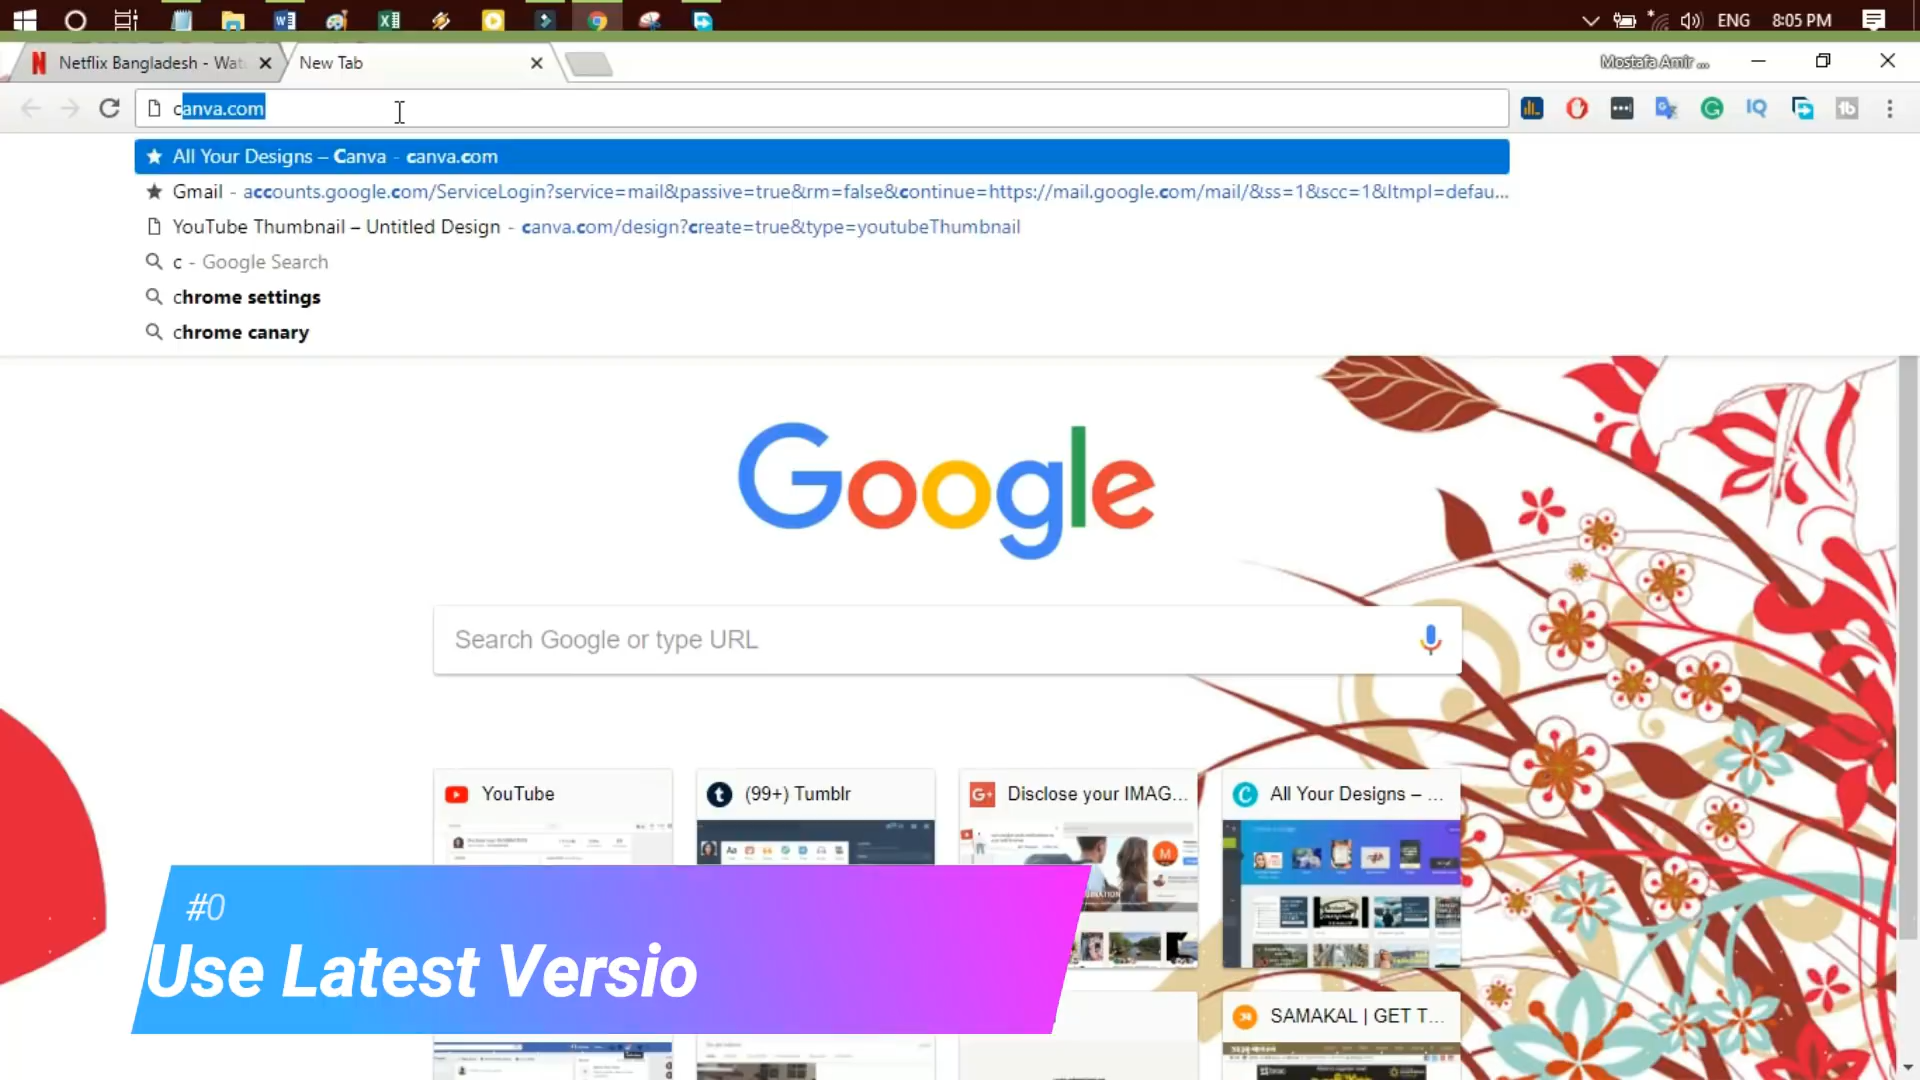 ENG 8:05 PM
Netflix Bangladesh - Wat
New Tab
Mostafa Amir ...
canva.com
All Your Designs – Canva - canva.com
Gmail - accounts.google.com/ServiceLogin?service=mail&passive=true&rm=false&continue=https://mail.google.com/mail/&ss=1&scc=1&ltmpl=defau...
YouTube Thumbnail – Untitled Design - canva.com/design?create=true&type=youtubeThumbnail
c - Google Search
chrome settings
chrome canary
Google
Search Google or type URL
YouTube
(99+) Tumblr
Disclose your IMAG...
All Your Designs – ...
#0
Use Latest Versio
SAMAKAL | GET T...